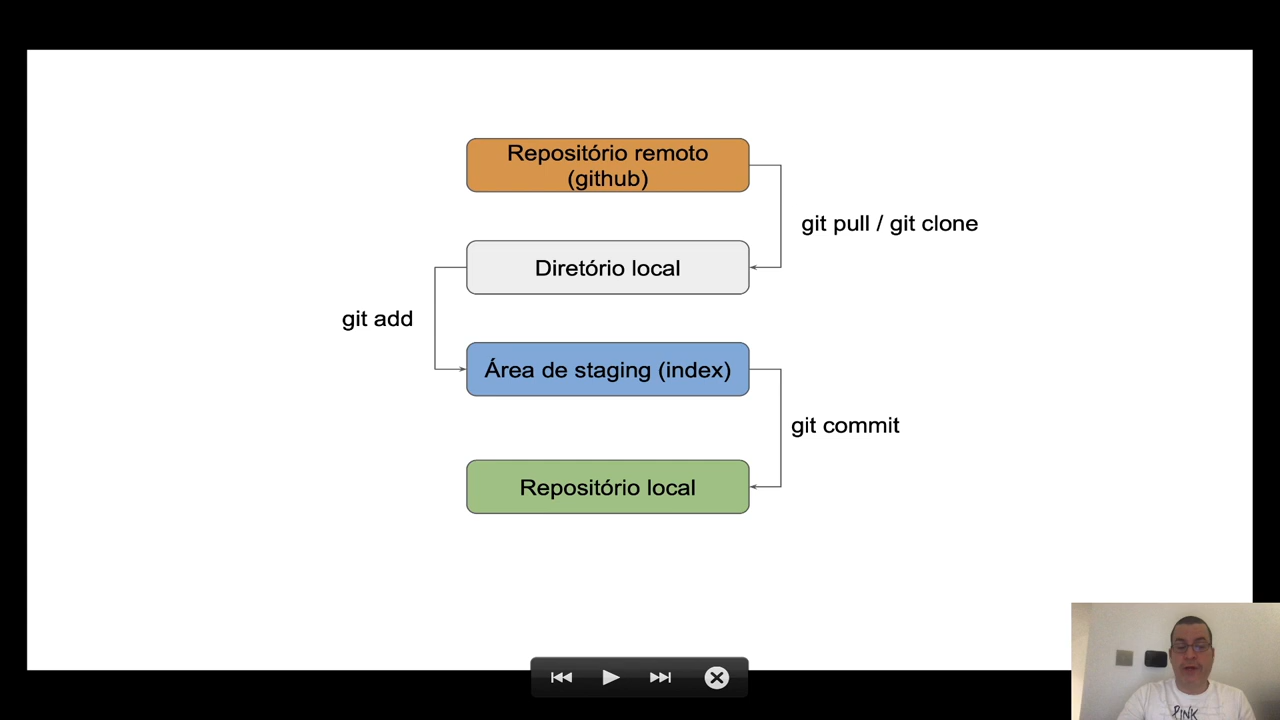 Repositório remoto
(github)
git pull / git clone
Diretório local
git add
Área de staging (index)
git commit
Repositório local
PINK